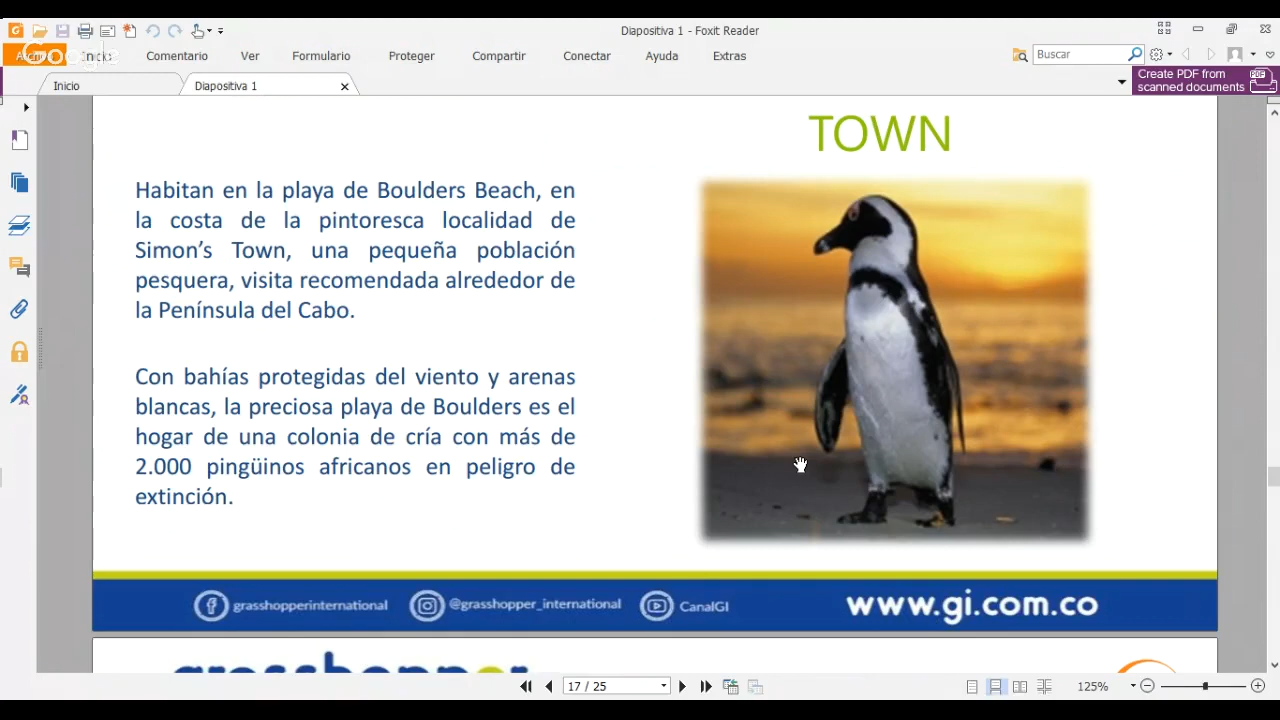 Diapositiva 1 - Foxit Reader
Google
Inicio Comentario Ver Formulario Proteger Compartir Conectar Ayuda Extras
Buscar
Inicio
Diapositiva 1
Create PDF from
scanned documents
TOWN
Habitan en la playa de Boulders Beach, en
la costa de la pintoresca localidad de
Simon’s Town, una pequeña población
pesquera, visita recomendada alrededor de
la Península del Cabo.
Con bahías protegidas del viento y arenas
blancas, la preciosa playa de Boulders es el
hogar de una colonia de cría con más de
2.000 pingüinos africanos en peligro de
extinción.
grasshopperinternational
@grasshopper_international
CanalGI
www.gi.com.co
grasshopper
17 / 25
125%